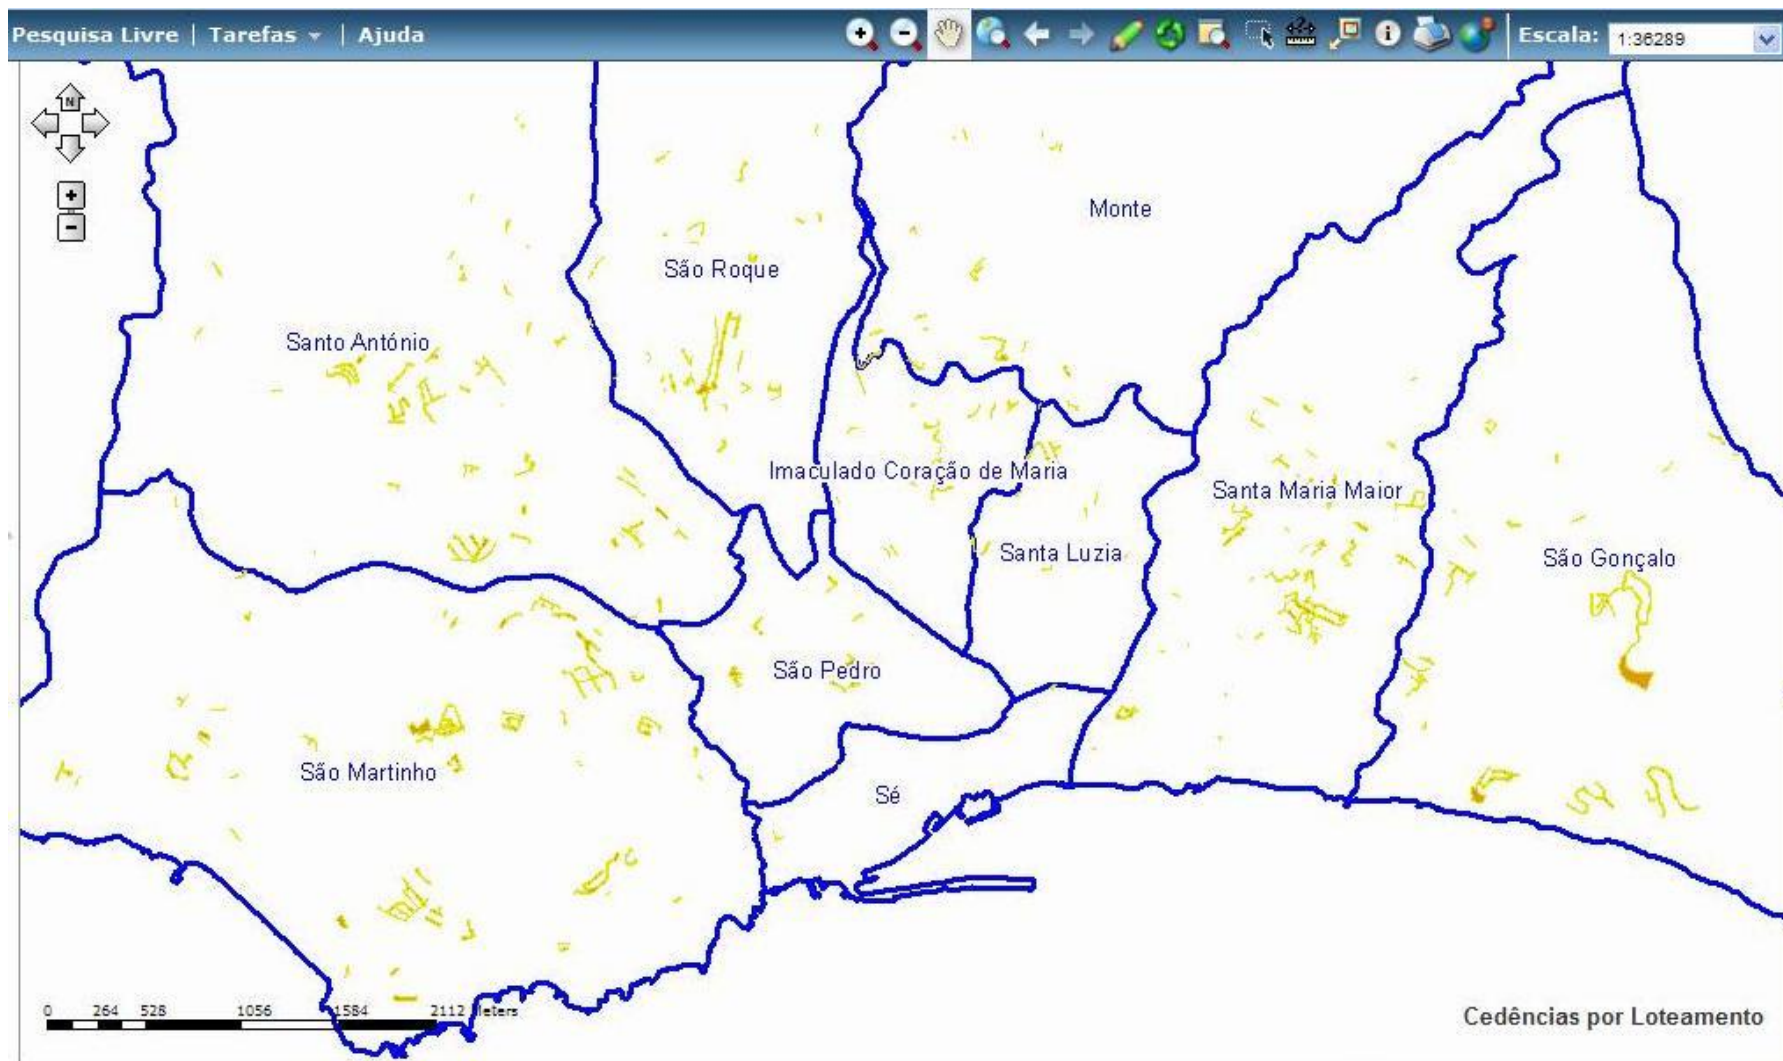 Pesquisa Livre | Tarefas | Ajuda
Escala: 1:36289
N
Monte
São Roque
Santo António
Imaculado Coração de Maria
Santa Maria Maior
Santa Luzia
São Gonçalo
São Pedro
São Martinho
Sé
0 264 528 1056 1584 2112 Meters
Cedências por Loteamento